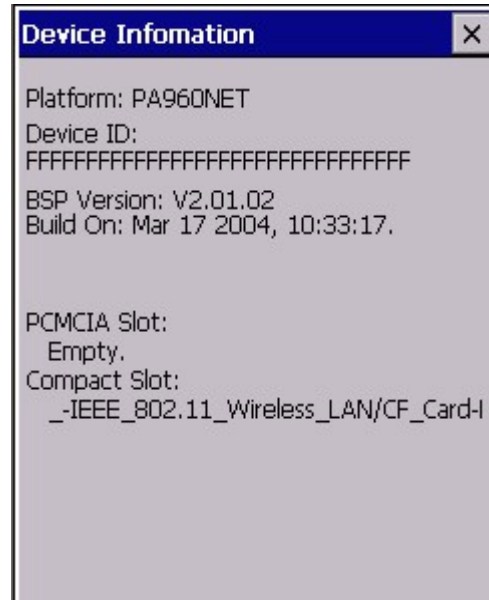 Device Infomation
Platform: PA960NET
Device ID:
FFFFFFFFFFFFFFFFFFFFFFFFFFFFFFFF
BSP Version: V2.01.02
Build On: Mar 17 2004, 10:33:17.
PCMCIA Slot:
Empty.
Compact Slot:
_-IEEE_802.11_Wireless_LAN/CF_Card-I